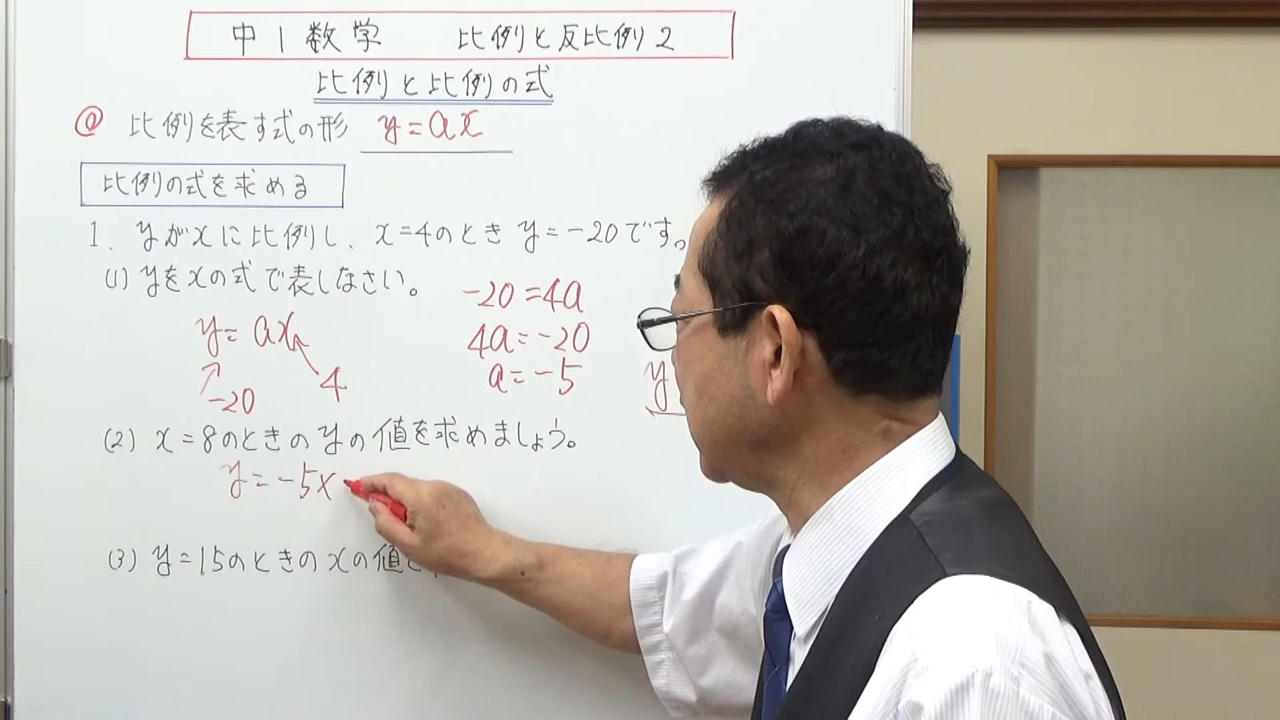 中1数学 比例と反比例2
比例と比例の式
@ 比例を表す式の形 y=ax
比例の式を求める
1. yがxに比例し、x=4のとき y=-20です。
(1) yをxの式で表しなさい。
y=ax
-20
4
-20=4a
4a=-20
a=-5
y
(2) x=8のときのyの値を求めましょう。
y=-5x
(3) y=15のときのxの値